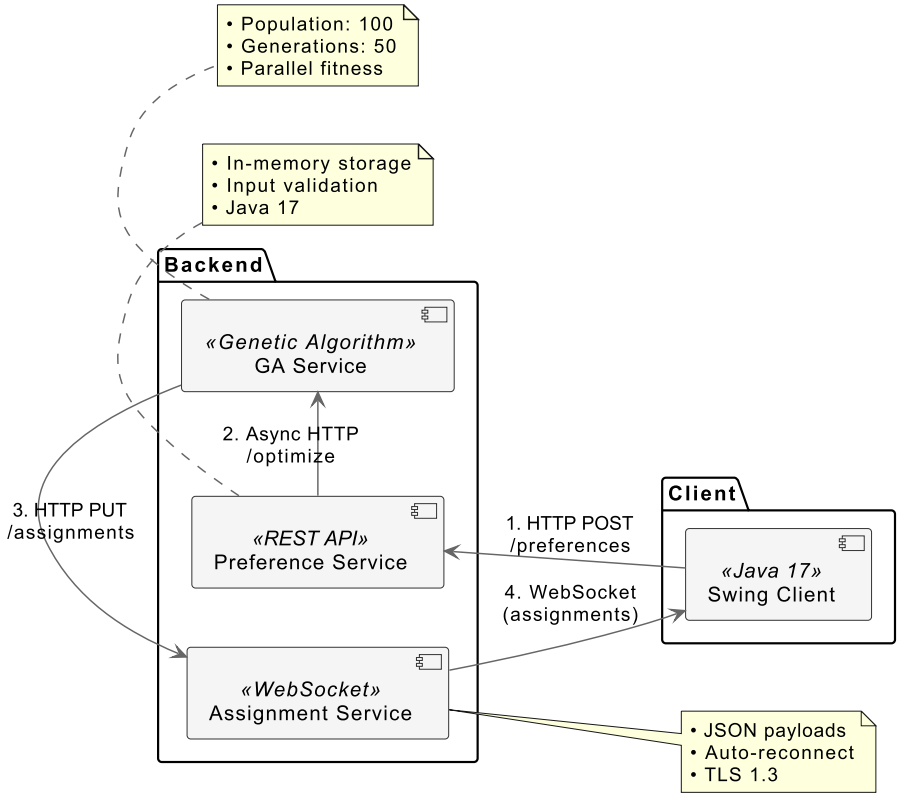 • Population: 100
• Generations: 50
• Parallel fitness
• In-memory storage
• Input validation
• Java 17
Backend
«Genetic Algorithm»
GA Service
2. Async HTTP
/optimize
3. HTTP PUT
/assignments
«REST API»
Preference Service
1. HTTP POST
/preferences
Client
«Java 17»
Swing Client
4. WebSocket
(assignments)
«WebSocket»
Assignment Service
• JSON payloads
• Auto-reconnect
• TLS 1.3